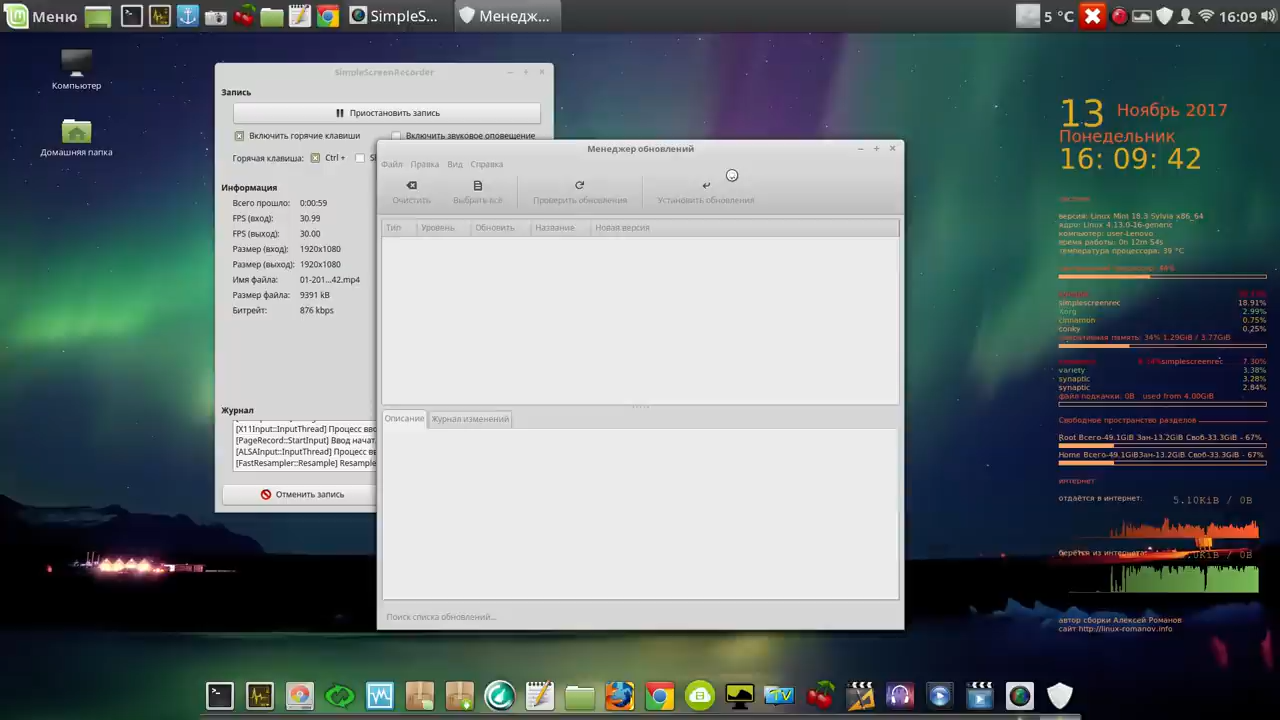 Меню
SimpleS...
Менедж...
5 °C
16:09
Компьютер
Домашняя папка
SimpleScreenRecorder
Запись
Приостановить запись
Включить горячие клавиши
Включить звуковое оповещение
Горячая клавиша:
Ctrl +
Информация
Всего прошло: 0:00:59
FPS (вход): 30.99
FPS (выход): 30.00
Размер (вход): 1920x1080
Размер (выход): 1920x1080
Имя файла: 01-201...42.mp4
Размер файла: 9391 kB
Битрейт: 876 kbps
Журнал
[X11Input::InputThread] Процесс
[PageRecord::StartInput] Ввод начат
[ALSAInput::InputThread] Процесс
[FastResampler::Resample] Resample
Отменить запись
Менеджер обновлений
Файл Правка Вид Справка
Очистить
Выбрать все
Проверить обновления
Установить обновления
Тип Уровень Обновить Название Новая версия
Описание
Журнал изменений
Поиск списка обновлений...
13 Ноябрь 2017
Понедельник
16: 09: 42
версия: Linux Mint 18.3 Sylvia x86_64
ядро: Linux 4.13.0-16-generic
компьютер: user-Lenovo
время работы: 0h 12m 54s
температура процессора: 39 °C
simplescreenrec 18.91%
Xorg 2.99%
cinnamon 0.75%
conky 0.25%
оперативная память: 34% 1.29GiB / 3.77GiB
simplescreenrec 7.30%
variety 3.38%
synaptic 3.28%
synaptic 2.84%
файл подкачки: 0B used from 4.00GiB
Свободное пространство разделов
Root Всего-49.1GiB Зан-13.2GiB Своб-33.3GiB - 67%
Home Всего-49.1GiBЗан-13.2GiB Своб-33.3GiB - 67%
интернет
отдаётся в интернет: 5.10KiB / 0B
берётся из интернета:
автор сборки Алексей Романов
сайт http://linux-romanov.info